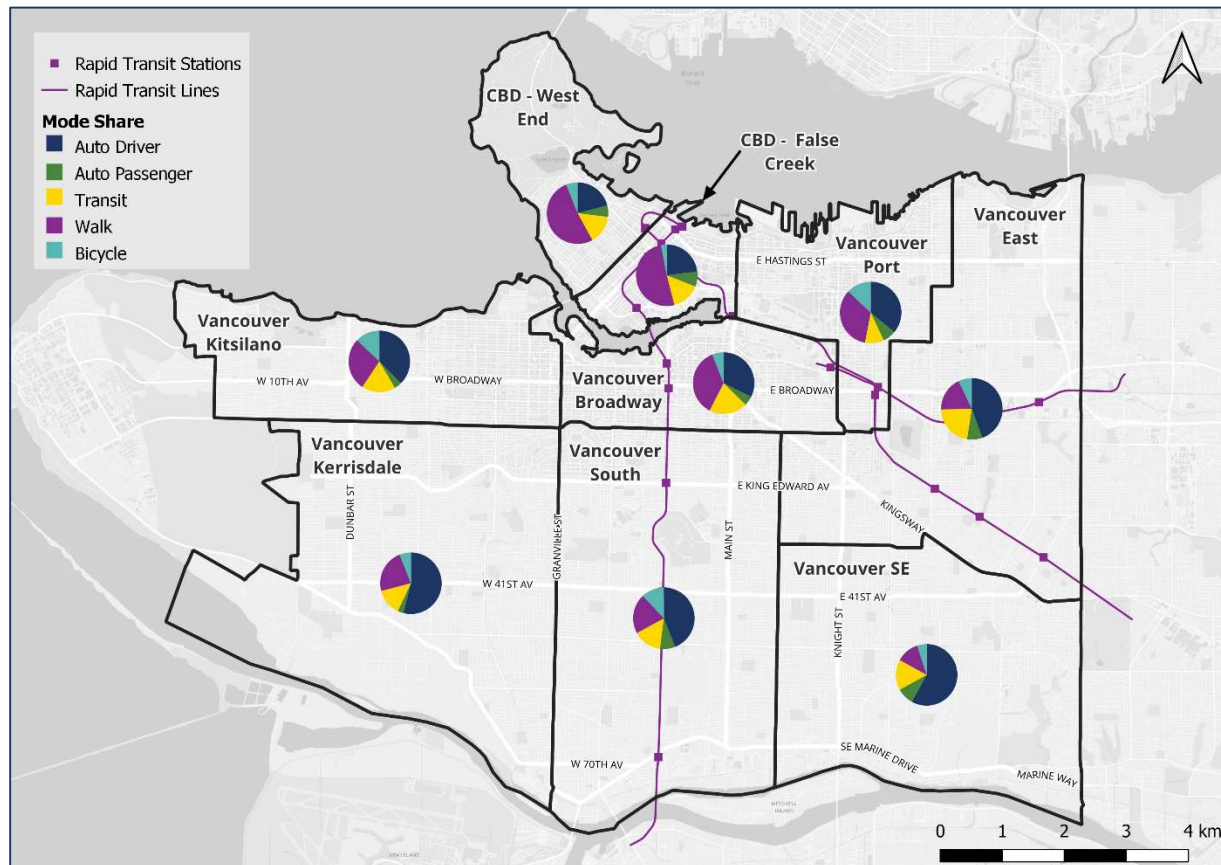 Rapid Transit Stations
Rapid Transit Lines
Mode Share
Auto Driver
Auto Passenger
Transit
Walk
Bicycle
CBD - West
End
CBD - False
Creek
Vancouver
East
Vancouver
Port
E HASTINGS ST
Vancouver
Kitsilano
W 10TH AV
W BROADWAY
Vancouver
Broadway
E BROADWAY
Vancouver
Kerrisdale
Vancouver
South
DUNBAR ST
GRANVILLE ST
MAIN ST
E KING EDWARD AV
KINGSWAY
Vancouver SE
W 41ST AV
E 41ST AV
KNIGHT ST
W 70TH AV
SE MARINE DRIVE
MARINE WAY
0 1 2 3 4 km